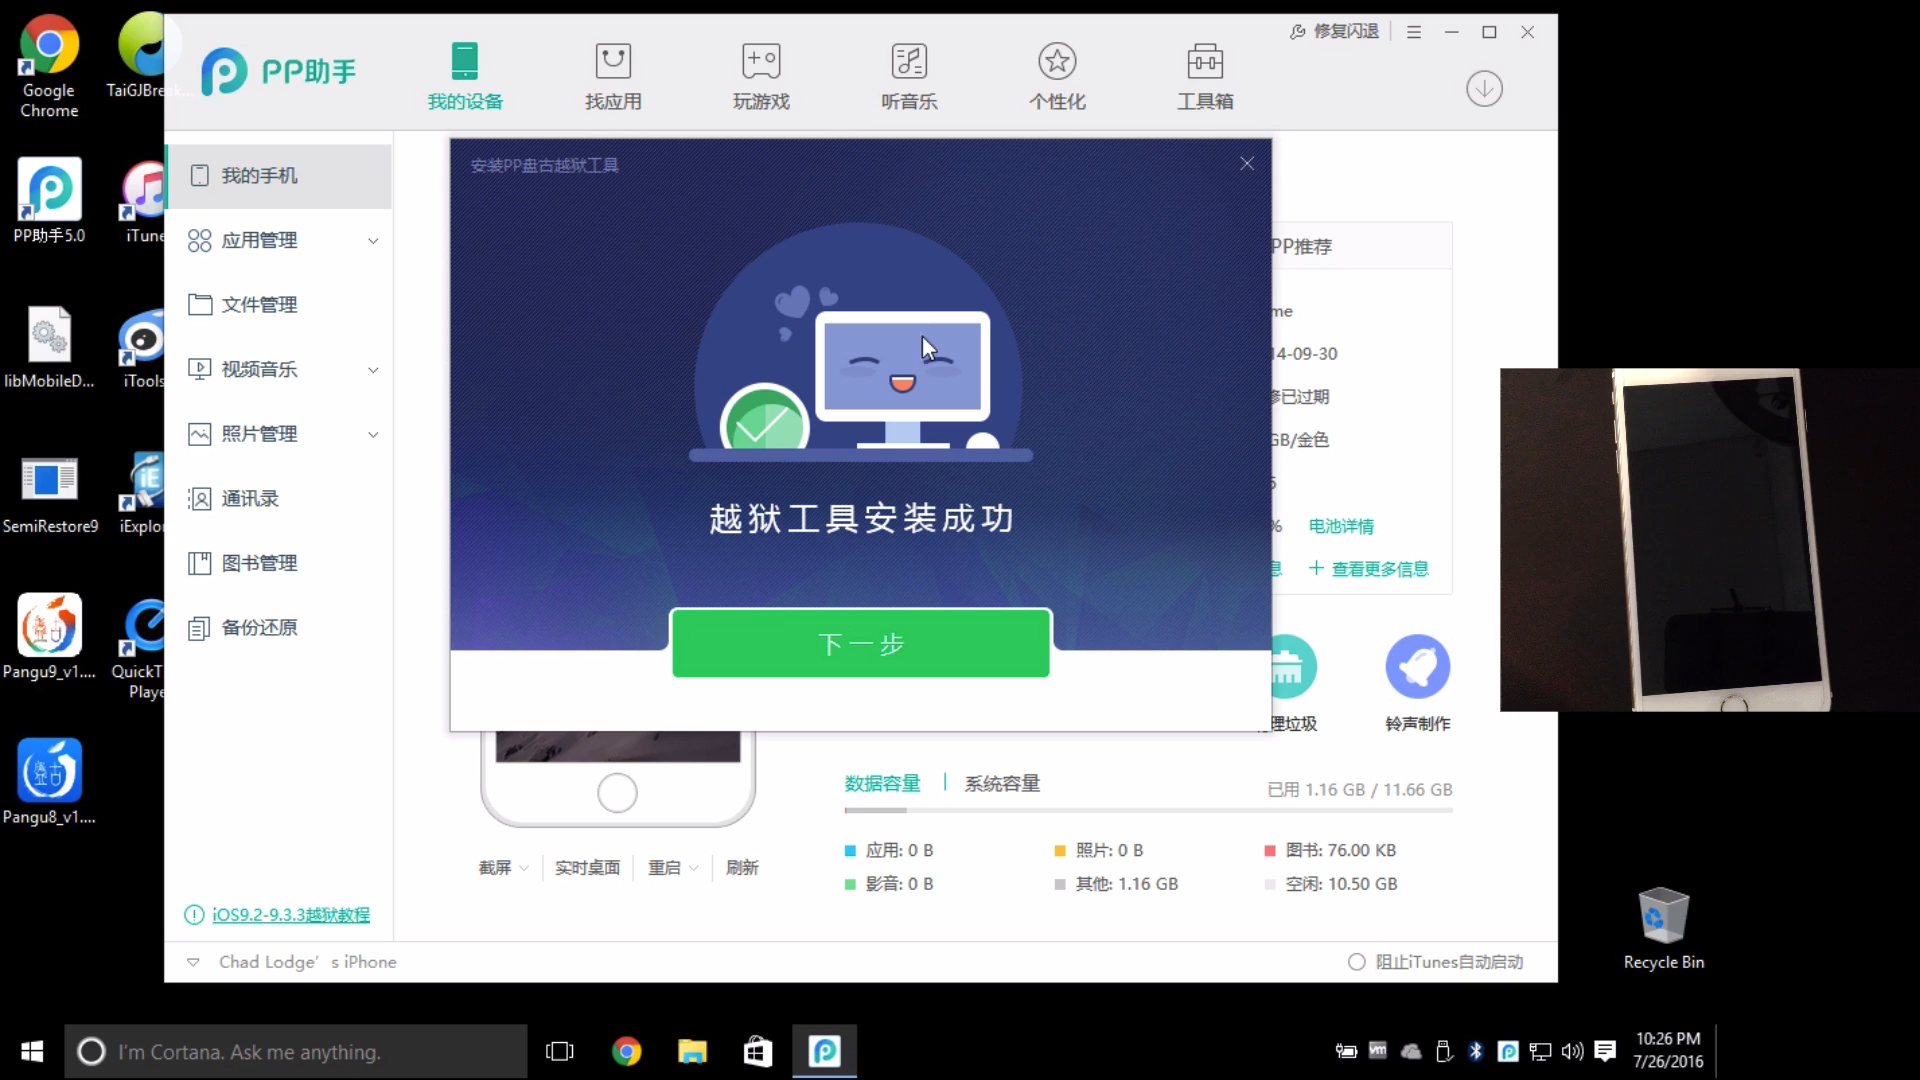 Google
Chrome
TaiGJBreak...
PP助手5.0
libMobileD...
SemiRestore9
Pangu9_v1....
Pangu8_v1....
iTools
PP助手
我的设备
找应用
玩游戏
听音乐
个性化
工具箱
修复闪退
我的手机
应用管理
文件管理
视频音乐
照片管理
通讯录
图书管理
备份还原
iOS9.2-9.3.3越狱教程
安装PP盘古越狱工具
越狱工具安装成功
下一步
PP推荐
me
14-09-30
修已过期
GB/金色
%
电池详情
息
+ 查看更多信息
理垃圾
铃声制作
数据容量
系统容量
已用 1.16 GB / 11.66 GB
应用: 0 B
照片: 0 B
图书: 76.00 KB
影音: 0 B
其他: 1.16 GB
空闲: 10.50 GB
截屏
实时桌面
重启
刷新
Chad Lodge’s iPhone
阻止iTunes自动启动
Recycle Bin
I'm Cortana. Ask me anything.
10:26 PM
7/26/2016